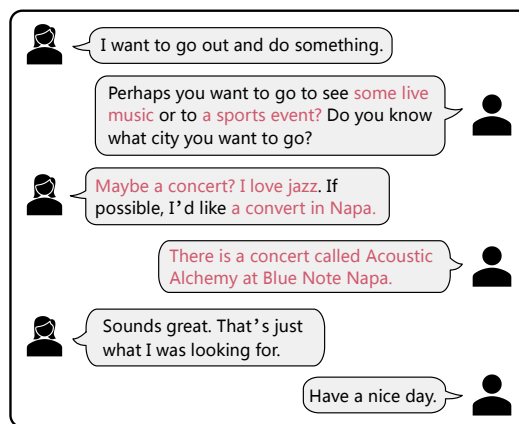 I want to go out and do something.
Perhaps you want to go to see some live
music or to a sports event? Do you know
what city you want to go?
Maybe a concert? I love jazz. If
possible, I’d like a convert in Napa.
There is a concert called Acoustic
Alchemy at Blue Note Napa.
Sounds great. That’s just
what I was looking for.
Have a nice day.